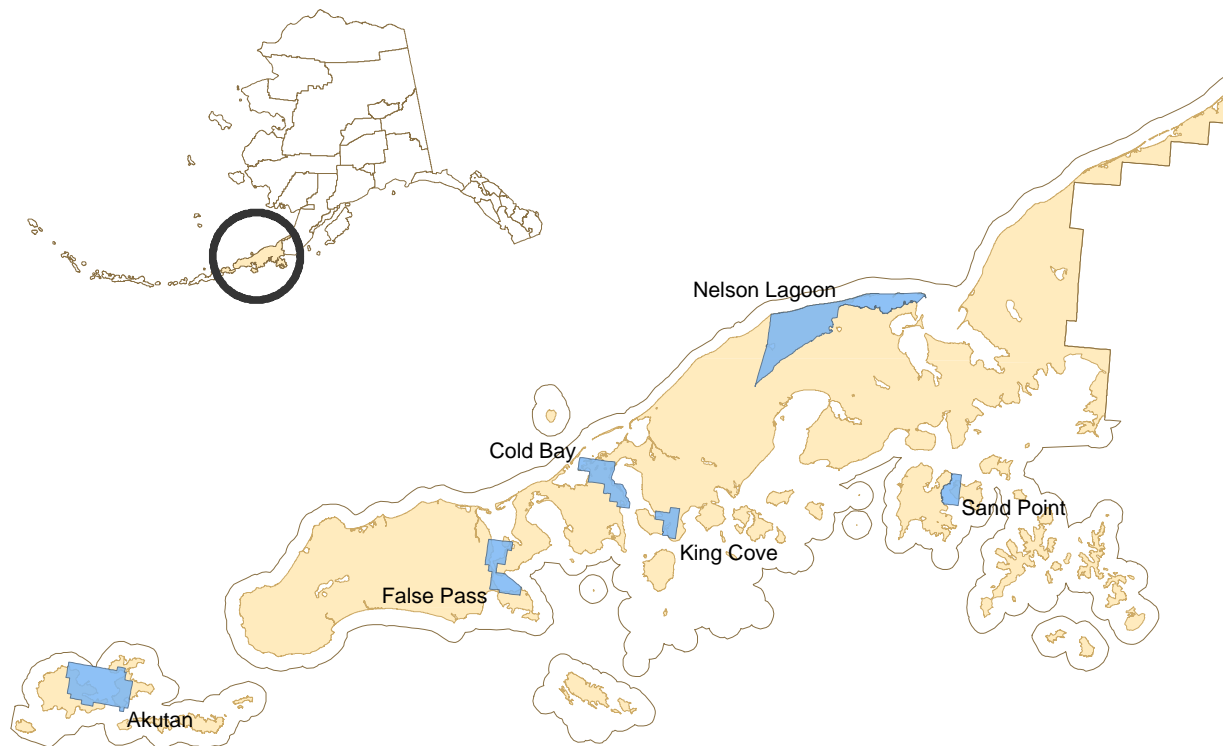 Nelson Lagoon
Cold Bay
Sand Point
King Cove
False Pass
Akutan